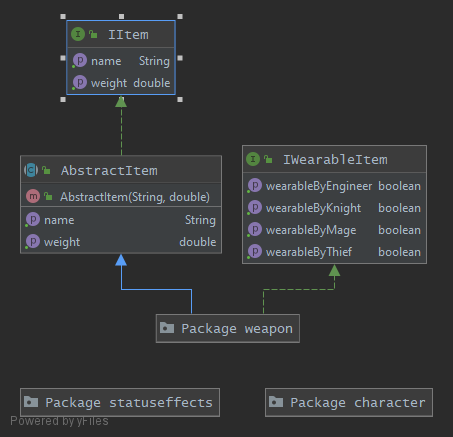 I IItem
p name String
p weight double
C AbstractItem
m AbstractItem(String, double)
p name String
p weight double
I IWearableItem
p wearableByEngineer boolean
p wearableByKnight boolean
p wearableByMage boolean
p wearableByThief boolean
Package weapon
Package statuseffects
Package character
Powered by yFiles